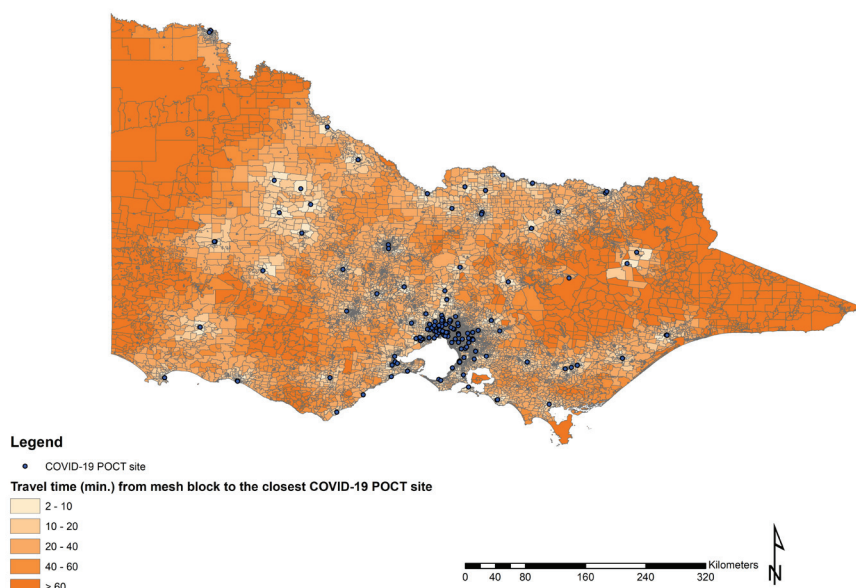 Legend
COVID-19 POCT site
Travel time (min.) from mesh block to the closest COVID-19 POCT site
2 - 10
10 - 20
20 - 40
40 - 60
> 60
Kilometers
0 20 40 80 160 240 320
N